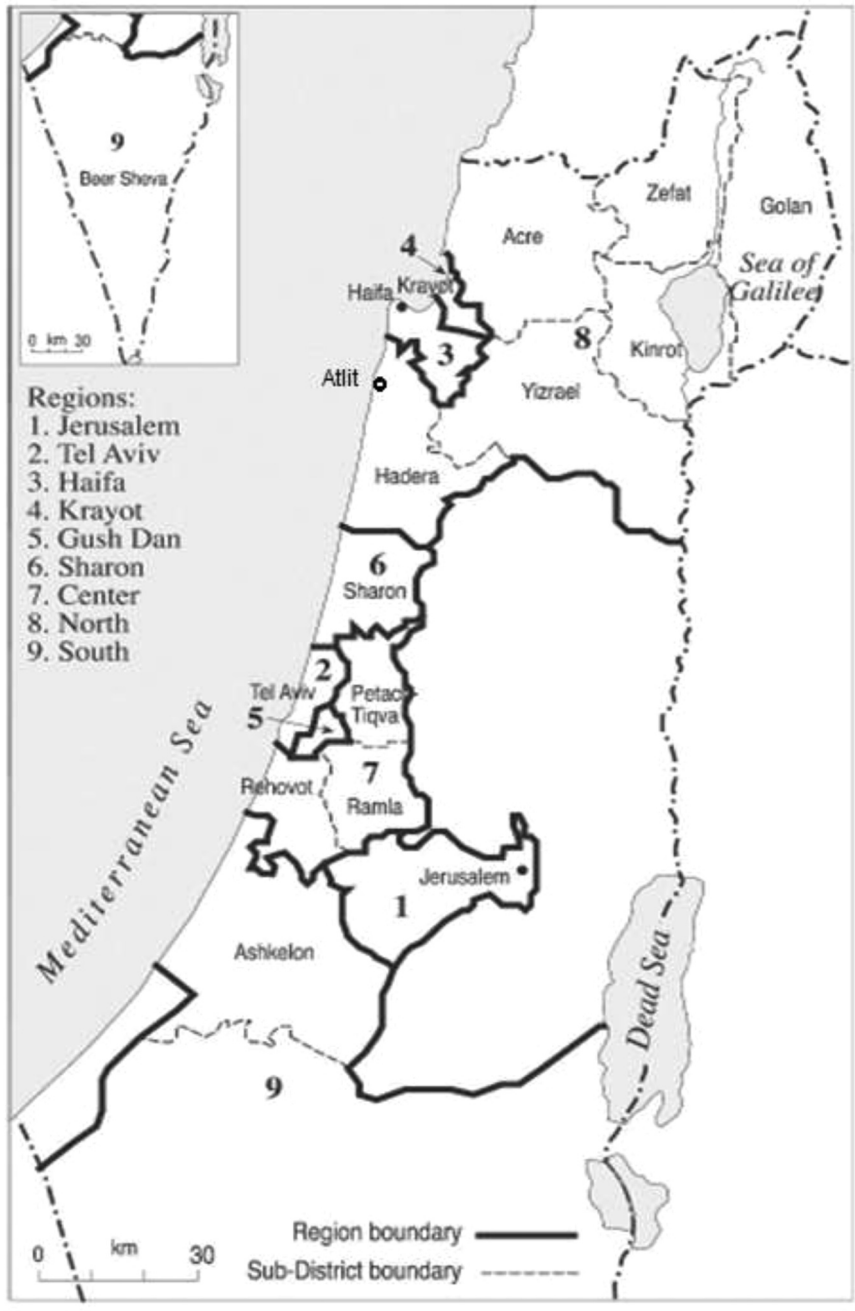 9
Beer Sheva
0 km 30
Zefat
Golan
Acre
4
Sea of
Galilee
Haifa
Krayot
8
3
Kinrot
Atlit
Yizrael
Regions:
1. Jerusalem
2. Tel Aviv
3. Haifa
4. Krayot
5. Gush Dan
6. Sharon
7. Center
8. North
9. South
Hadera
6
Sharon
2
Tel Aviv
Petac
Tiqva
5
7
Rehovot
Ramla
Mediterranean Sea
Jerusalem
1
Ashkelon
Dead Sea
9
Region boundary
0 km 30
Sub-District boundary